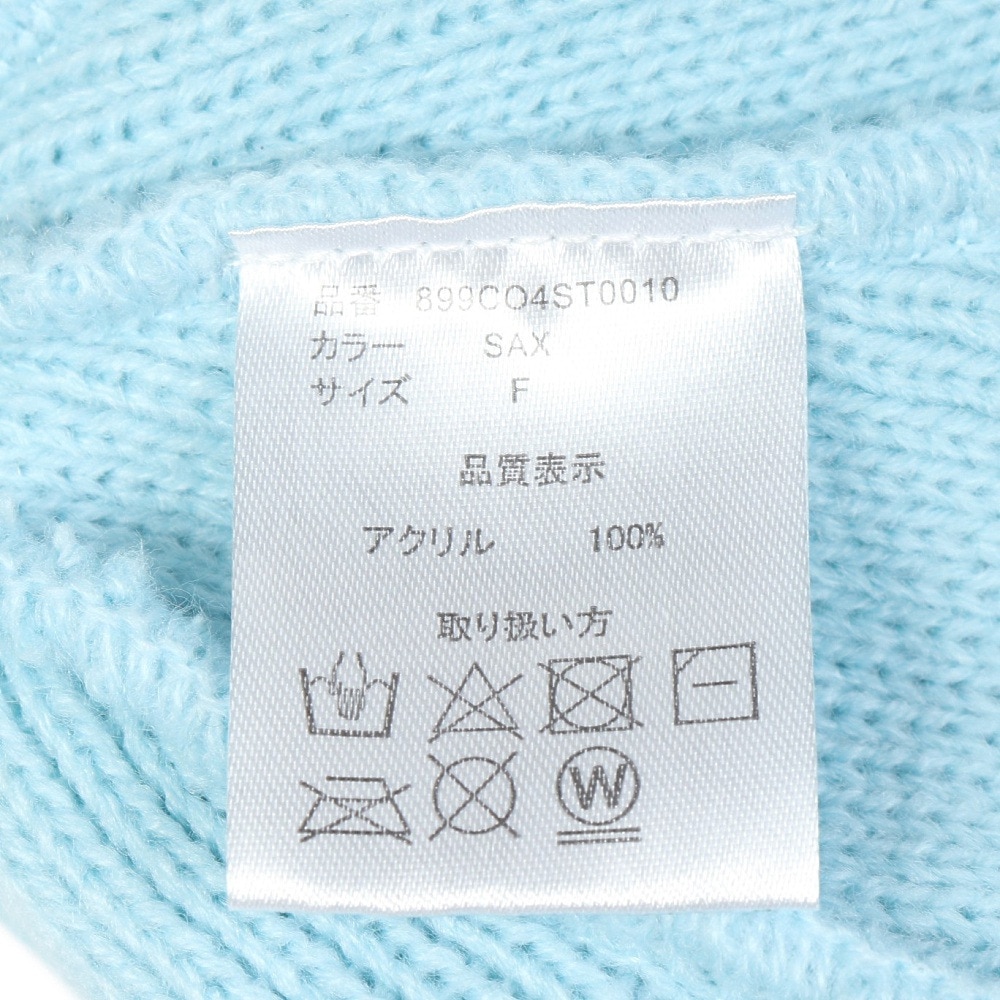 品番 899CO4ST0010
カラー SAX
サイズ F
品質表示
アクリル 100%
取り扱い方
W